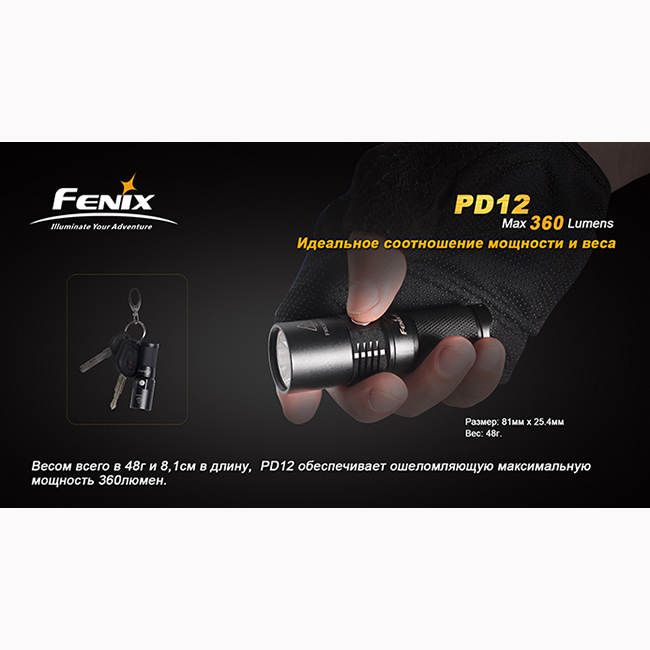 FENIX
Illuminate Your Adventure
PD12
Max 360 Lumens
Идеальное соотношение мощности и веса
Fenix
Размер: 81мм x 25.4мм
Вес: 48г.
Весом всего в 48г и 8,1см в длину, PD12 обеспечивает ошеломляющую максимальную
мощность 360люмен.